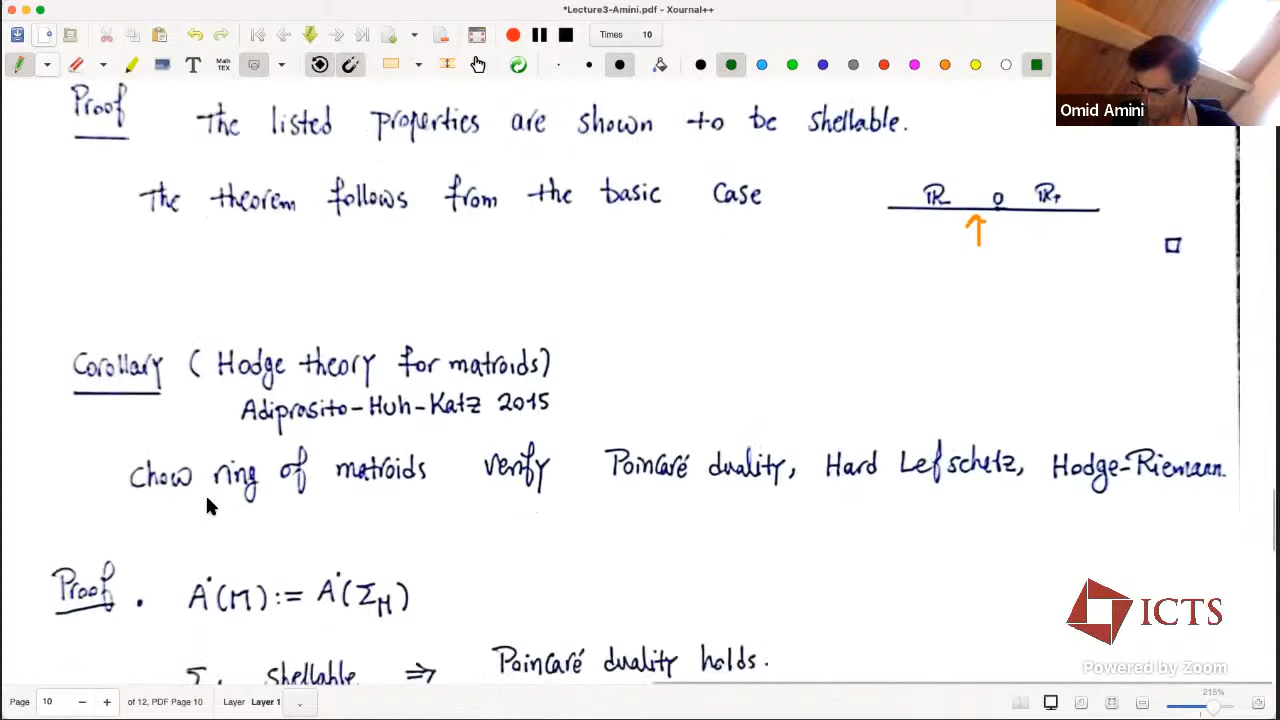 *Lecture3-Amini.pdf - Xournal++
Times 10
Math TEX
Omid Amini
Proof The listed properties are shown to be shellable.
The theorem follows from the basic case
ℝ₋ 0 ℝ₊
Corollary ( Hodge theory for matroids)
Adiprasito-Huh-Katz 2015
Chow ring of matroids verify Poincaré duality, Hard Lefschetz, Hodge-Riemann.
Proof . A˙(M) := A˙(Σ_M)
Σ. shellable ⇒ Poincaré duality holds.
ICTS
Powered by Zoom
Page 10 of 12, PDF Page 10 Layer Layer 1 215%